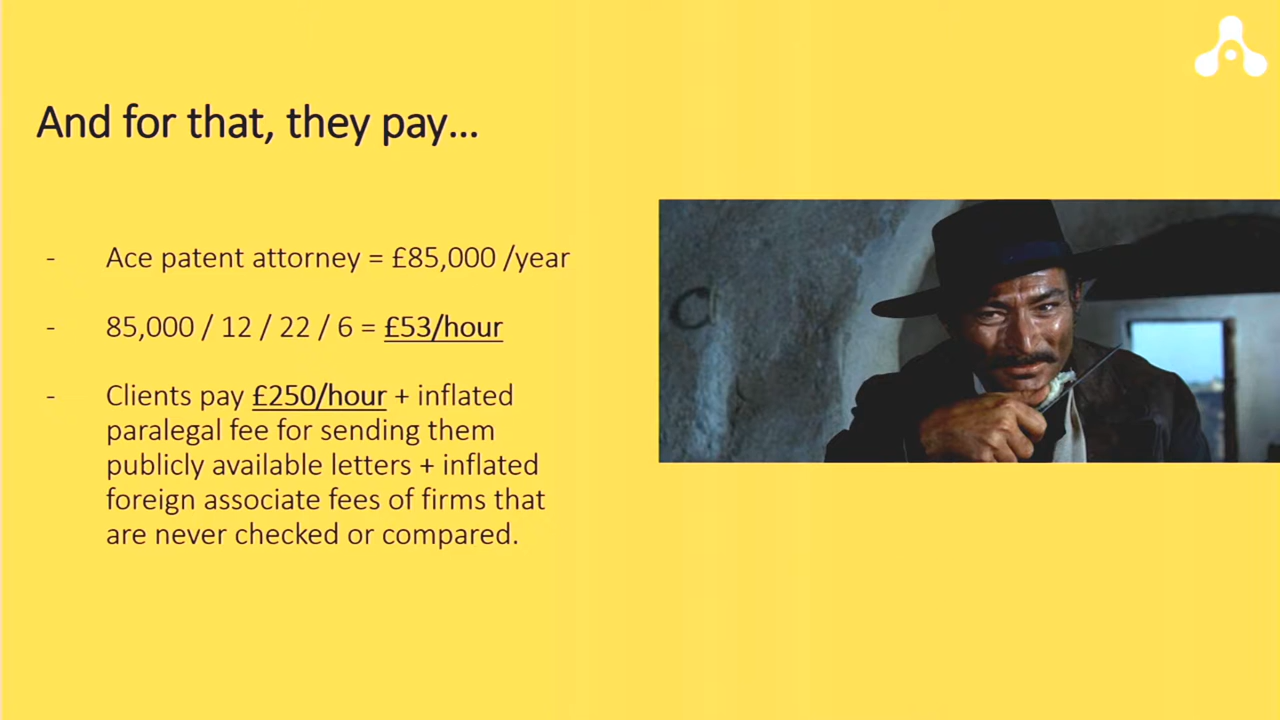 And for that, they pay...
- Ace patent attorney = £85,000 /year
- 85,000 / 12 / 22 / 6 = £53/hour
- Clients pay £250/hour + inflated
paralegal fee for sending them
publicly available letters + inflated
foreign associate fees of firms that
are never checked or compared.